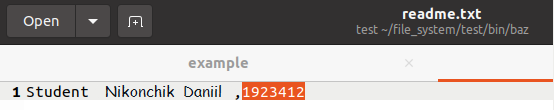 Open
readme.txt
test ~/file_system/test/bin/baz
example ×
1 Student Nikonchik Daniil ,1923412